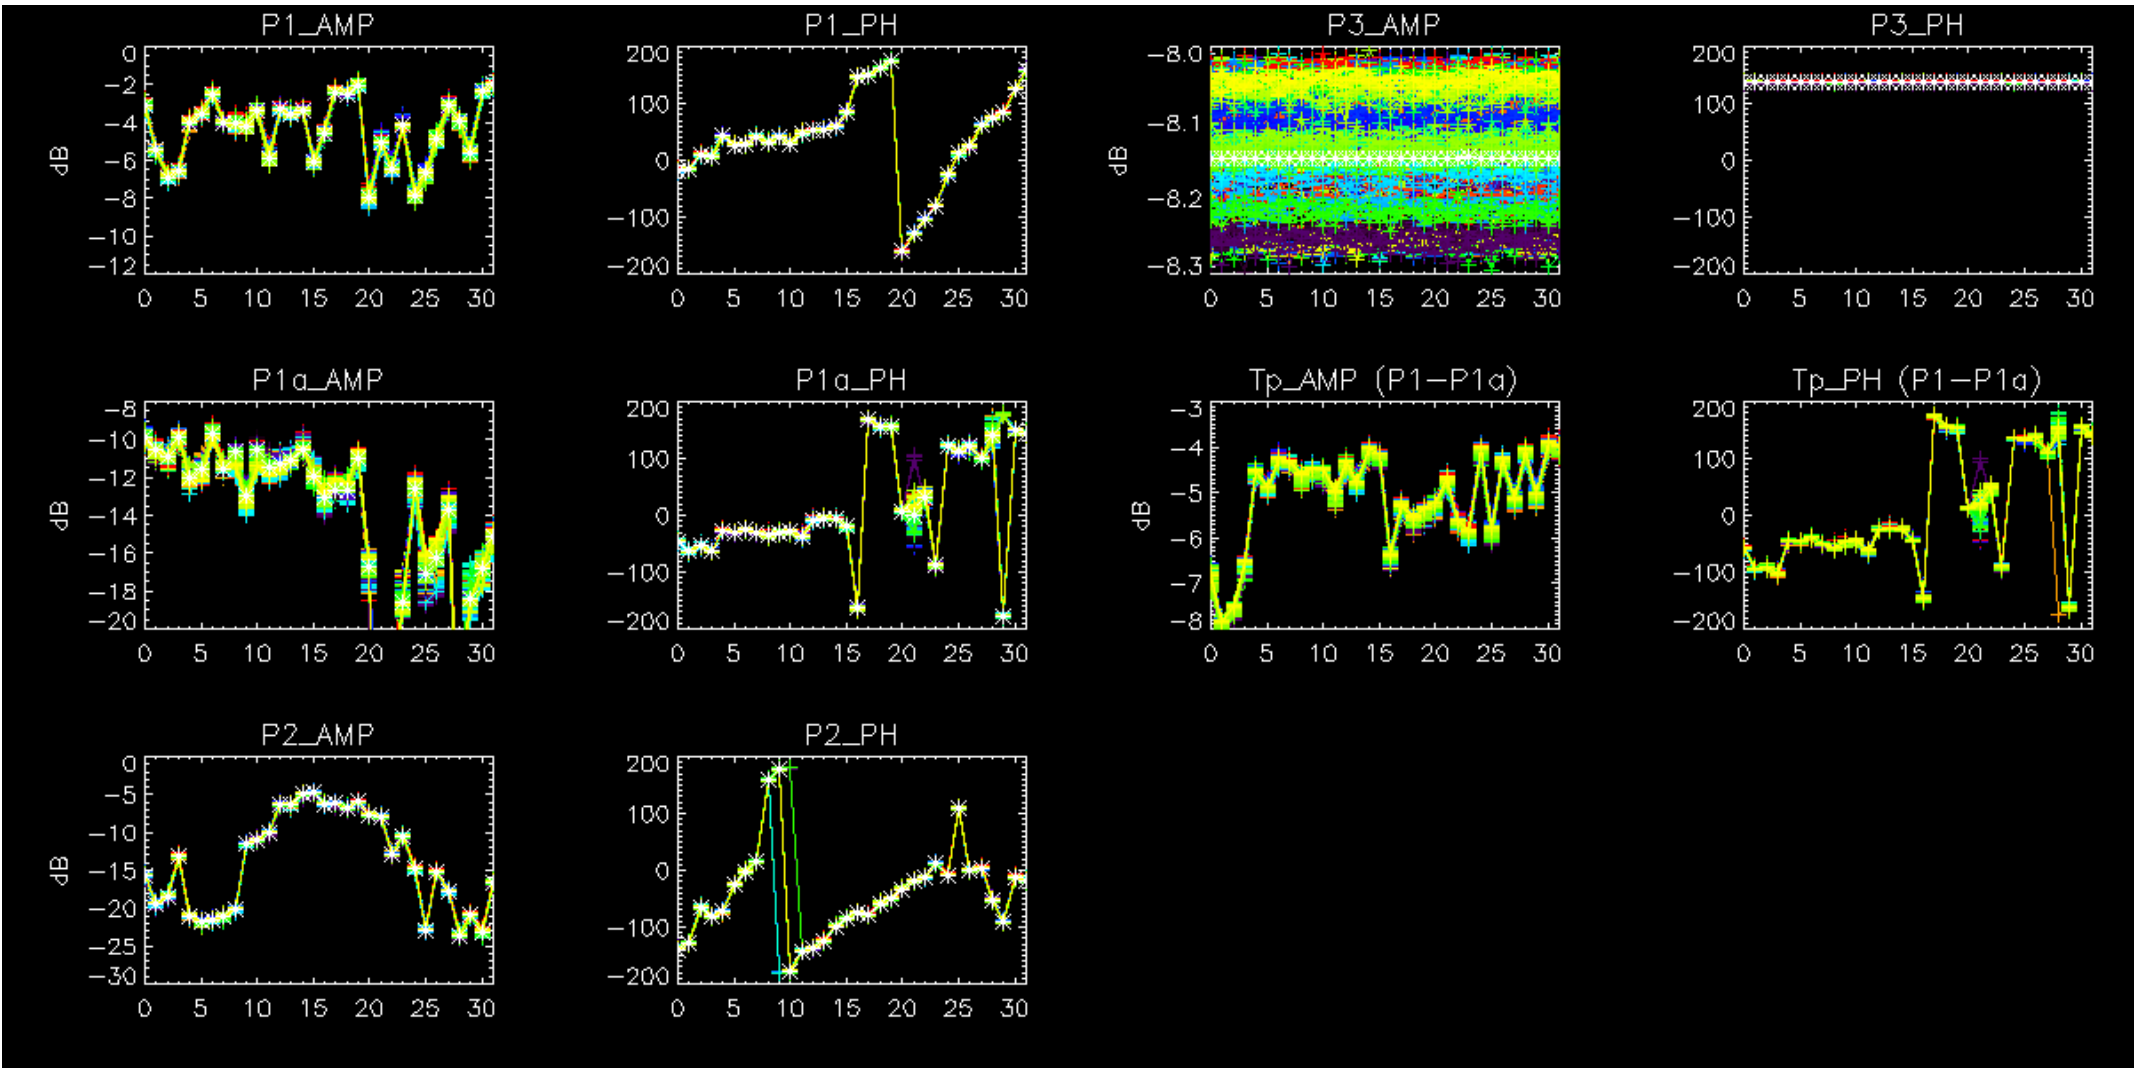 P1_AMP
dB
0
−2
−4
−6
−8
−10
−12
0 5 10 15 20 25 30
P1_PH
200
100
0
−100
−200
0 5 10 15 20 25 30
P3_AMP
dB
−8.0
−8.1
−8.2
−8.3
0 5 10 15 20 25 30
P3_PH
200
100
0
−100
−200
0 5 10 15 20 25 30
P1a_AMP
dB
−8
−10
−12
−14
−16
−18
−20
0 5 10 15 20 25 30
P1a_PH
200
100
0
−100
−200
0 5 10 15 20 25 30
Tp_AMP (P1−P1a)
dB
−3
−4
−5
−6
−7
−8
0 5 10 15 20 25 30
Tp_PH (P1−P1a)
200
100
0
−100
−200
0 5 10 15 20 25 30
P2_AMP
dB
0
−5
−10
−15
−20
−25
−30
0 5 10 15 20 25 30
P2_PH
200
100
0
−100
−200
0 5 10 15 20 25 30